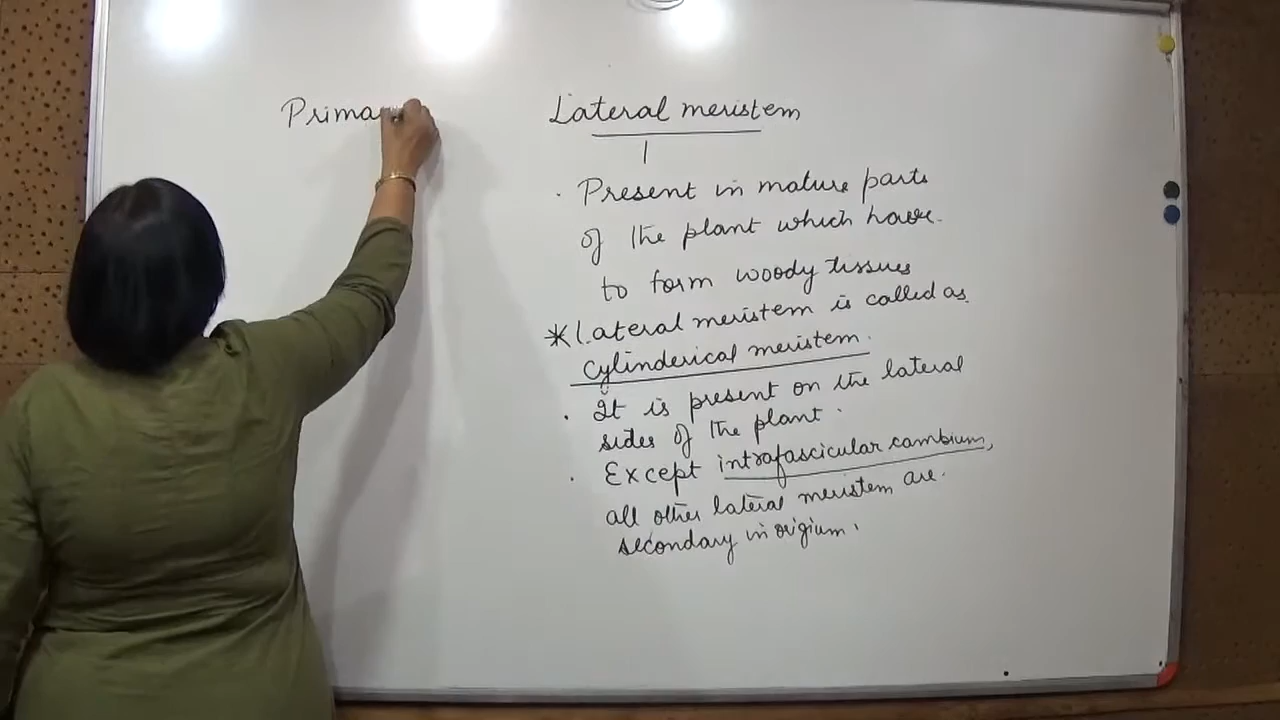 Prima
Lateral meristem
• Present in mature parts
of the plant which have
to form woody tissues
* Lateral meristem is called as
cylinderical meristem.
• It is present on the lateral
sides of the plant.
• Except intrafascicular cambium,
all other lateral meristem are
secondary in origium.